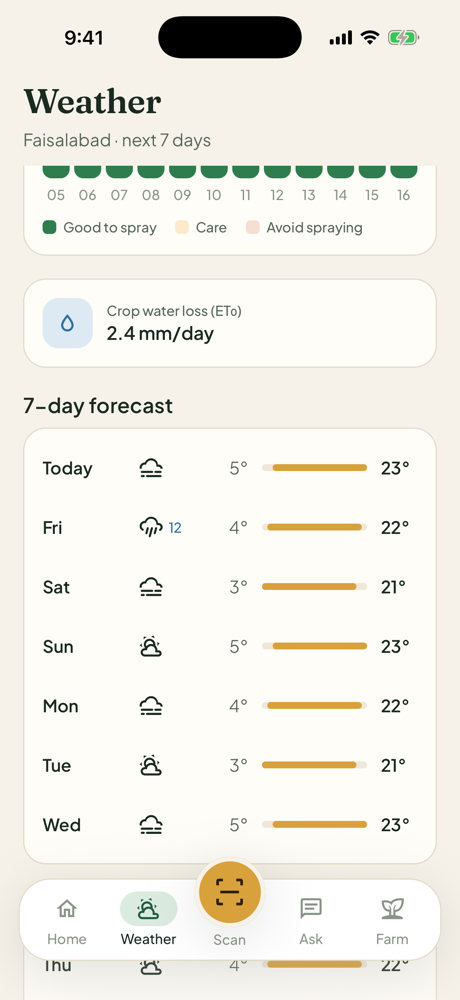 9:41
Weather
Faisalabad · next 7 days
05 06 07 08 09 10 11 12 13 14 15 16
Good to spray Care Avoid spraying
Crop water loss (ET₀)
2.4 mm/day
7-day forecast
Today 5° 23°
Fri 12 4° 22°
Sat 3° 21°
Sun 5° 23°
Mon 4° 22°
Tue 3° 21°
Wed 5° 23°
Home Weather Scan Ask Farm
Thu 4° 22°